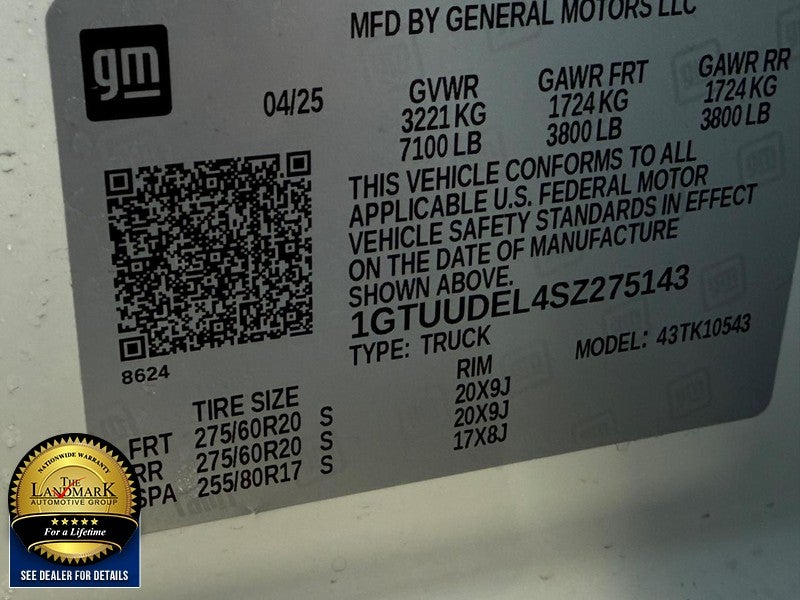 gm
MFD BY GENERAL MOTORS LLC
04/25
GVWR GAWR FRT GAWR RR
3221 KG 1724 KG 1724 KG
7100 LB 3800 LB 3800 LB
THIS VEHICLE CONFORMS TO ALL
APPLICABLE U.S. FEDERAL MOTOR
VEHICLE SAFETY STANDARDS IN EFFECT
ON THE DATE OF MANUFACTURE
SHOWN ABOVE.
1GTUUDEL4SZ275143
TYPE: TRUCK MODEL: 43TK10543
8624
TIRE SIZE RIM
FRT 275/60R20 S 20X9J
RR 275/60R20 S 20X9J
SPA 255/80R17 S 17X8J
NATIONWIDE WARRANTY
THE
LANDMARK
AUTOMOTIVE GROUP
For a Lifetime
SEE DEALER FOR DETAILS